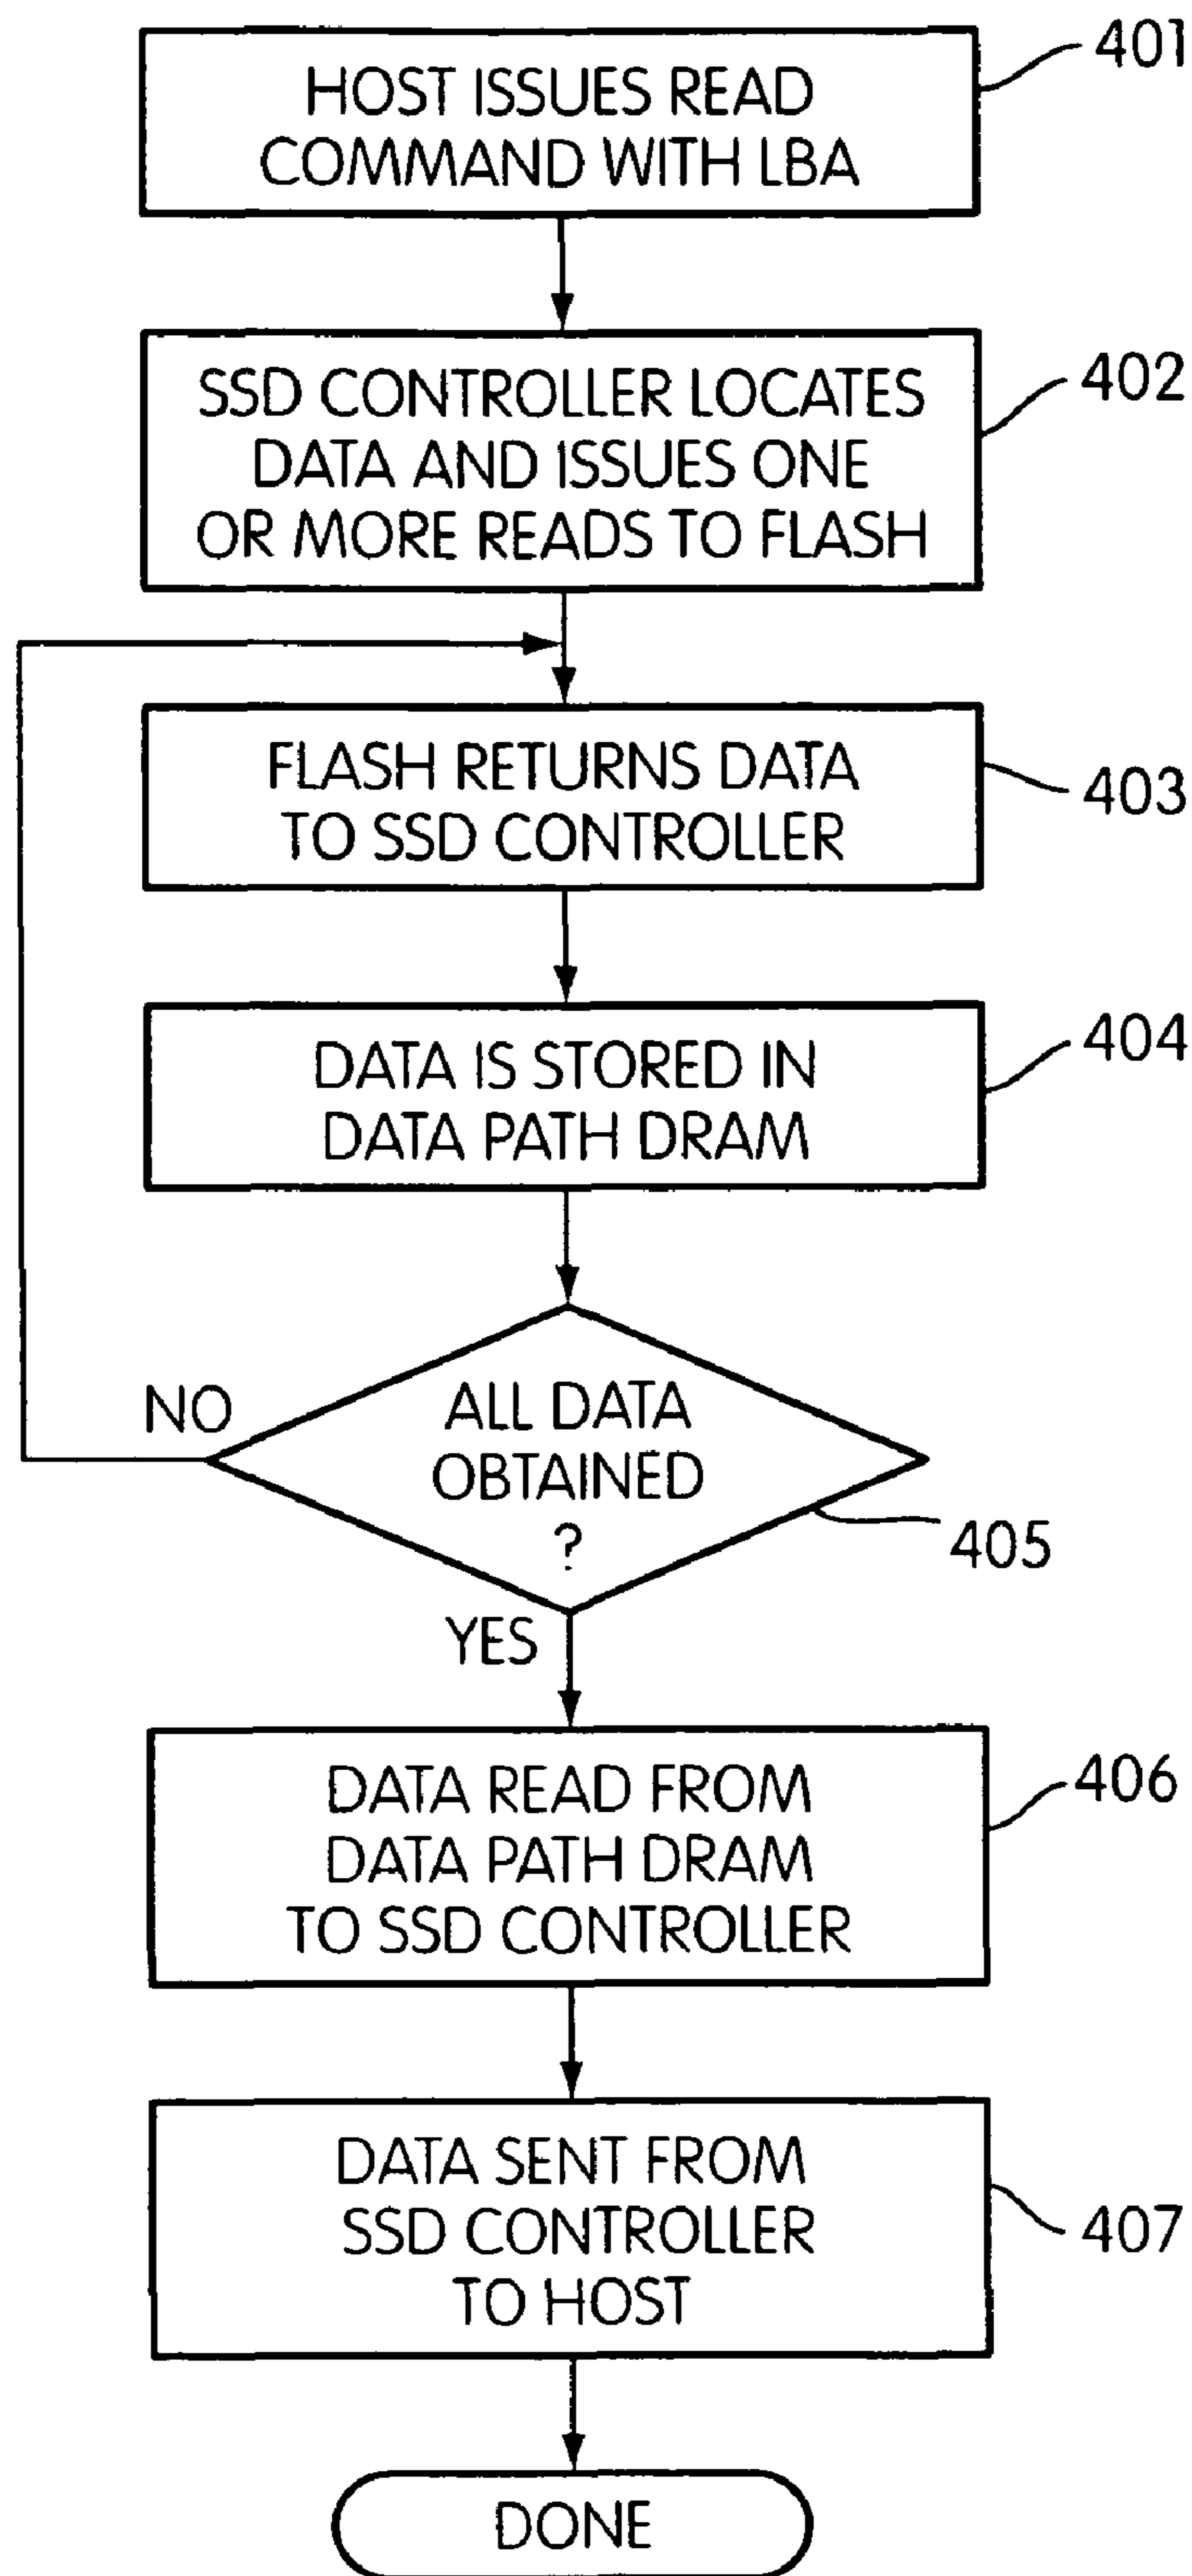 401
HOST ISSUES READ
COMMAND WITH LBA
402
SSD CONTROLLER LOCATES
DATA AND ISSUES ONE
OR MORE READS TO FLASH
403
FLASH RETURNS DATA
TO SSD CONTROLLER
404
DATA IS STORED IN
DATA PATH DRAM
NO
ALL DATA
OBTAINED
?
405
YES
406
DATA READ FROM
DATA PATH DRAM
TO SSD CONTROLLER
407
DATA SENT FROM
SSD CONTROLLER
TO HOST
DONE